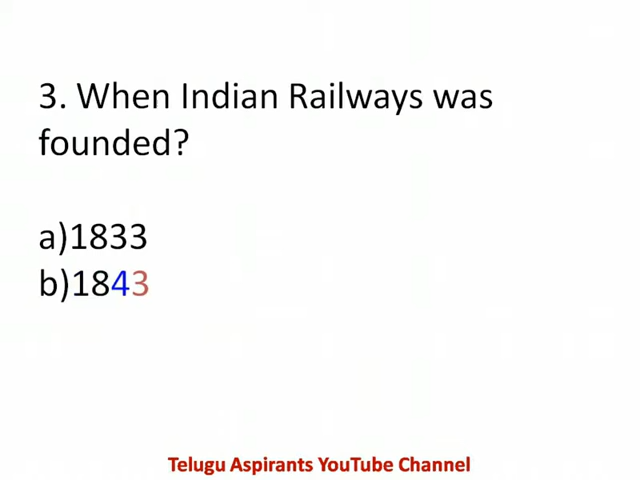 3. When Indian Railways was
founded?
a)1833
b)1843
Telugu Aspirants YouTube Channel